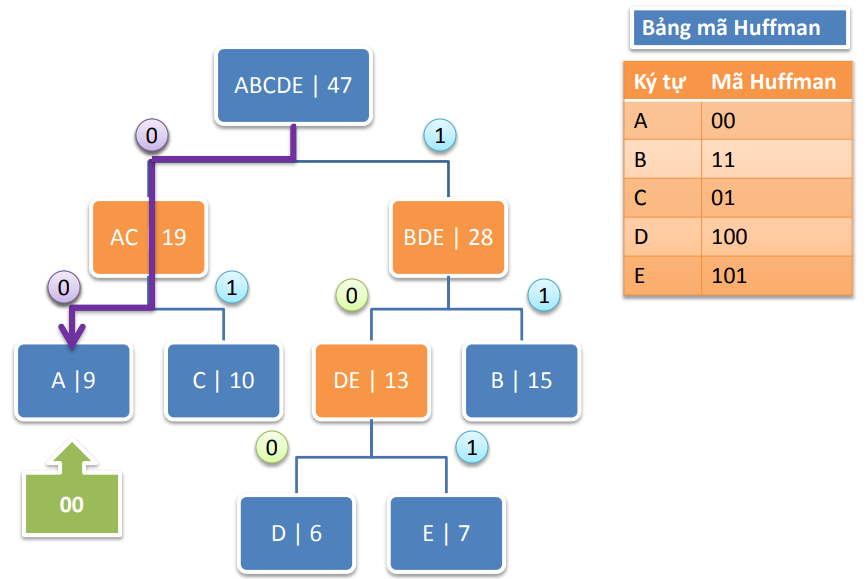 Bảng mã Huffman
ABCDE | 47
Ký tự Mã Huffman
A 00
0
1
B 11
C 01
AC 19
BDE | 28
D 100
E 101
0
1
0
1
A |9
C | 10
DE | 13
B | 15
0
1
00
D | 6
E | 7